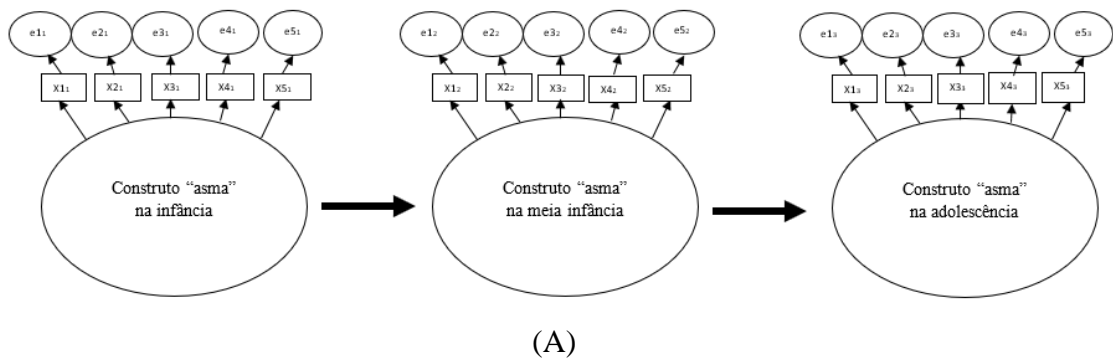 e1₁ e2₁ e3₁ e4₁ e5₁ e1₂ e2₂ e3₂ e4₂ e5₂ e1₃ e2₃ e3₃ e4₃ e5₃
X1₁ X2₁ X3₁ X4₁ X5₁ X1₂ X2₂ X3₂ X4₂ X5₂ X1₃ X2₃ X3₃ X4₃ X5₃
Construto “asma”
na infância
Construto “asma”
na meia infância
Construto “asma”
na adolescência
(A)